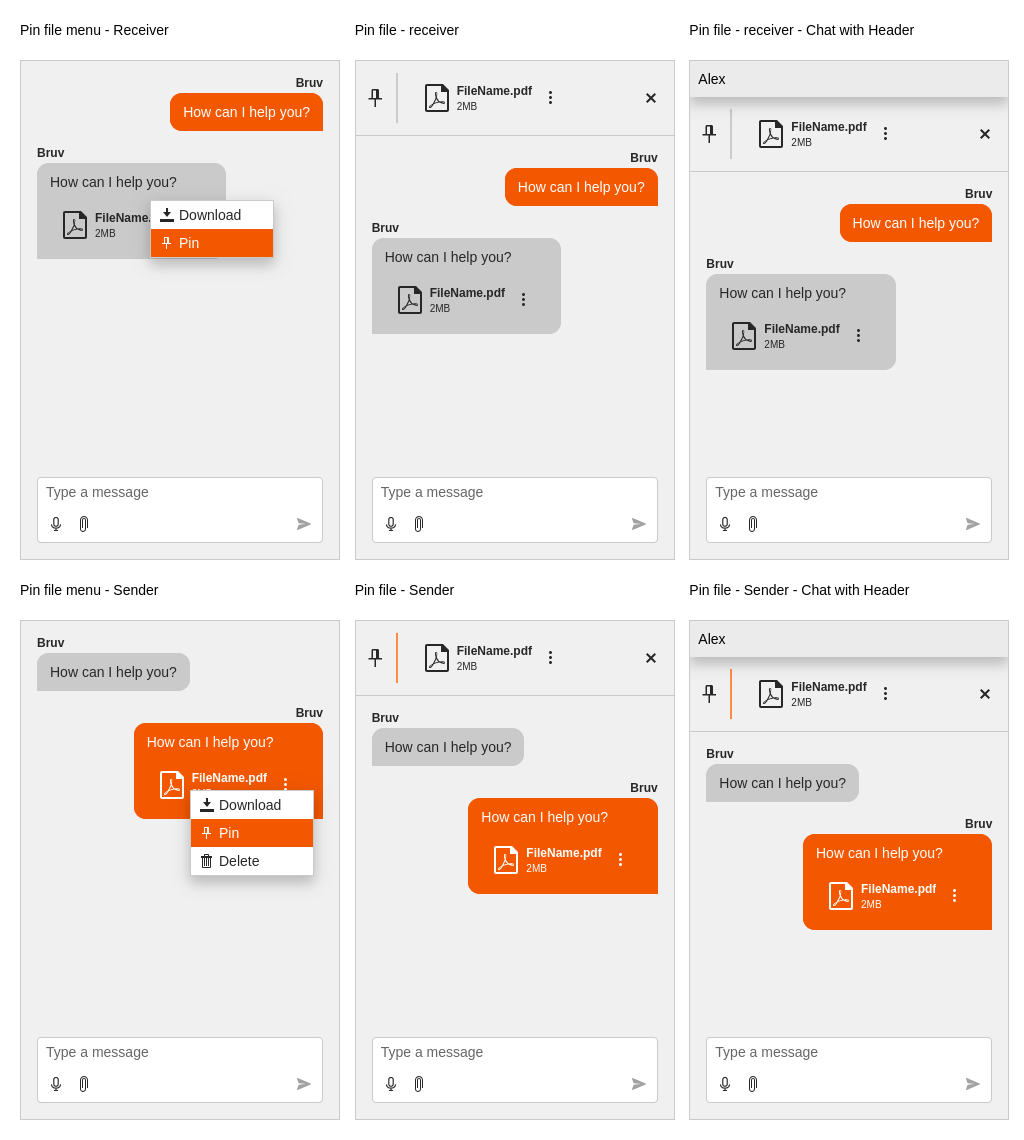 Pin file menu - Receiver
Bruv
How can I help you?
Bruv
How can I help you?
FileName.
2MB
Download
Pin
Type a message
Pin file - receiver
FileName.pdf
2MB
Bruv
How can I help you?
Bruv
How can I help you?
FileName.pdf
2MB
Type a message
Pin file - receiver - Chat with Header
Alex
FileName.pdf
2MB
Bruv
How can I help you?
Bruv
How can I help you?
FileName.pdf
2MB
Type a message
Pin file menu - Sender
Bruv
How can I help you?
Bruv
How can I help you?
FileName.pdf
Download
Pin
Delete
Type a message
Pin file - Sender
FileName.pdf
2MB
Bruv
How can I help you?
Bruv
How can I help you?
FileName.pdf
2MB
Type a message
Pin file - Sender - Chat with Header
Alex
FileName.pdf
2MB
Bruv
How can I help you?
Bruv
How can I help you?
FileName.pdf
2MB
Type a message